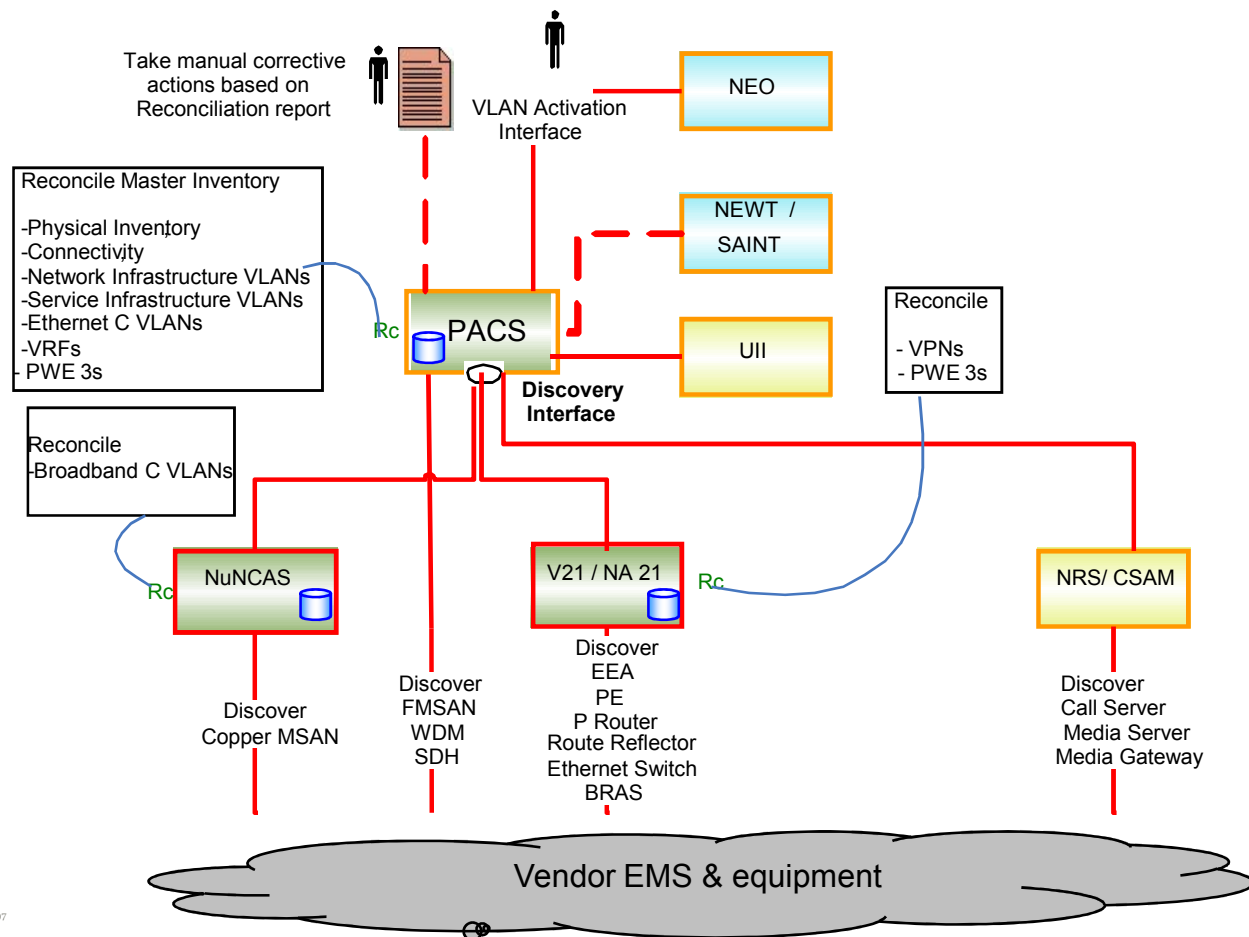 Take manual corrective
actions based on
Reconciliation report
VLAN Activation
Interface
NEO
NEWT /
SAINT
UII
Reconcile Master Inventory
-Physical Inventory
-Connectivity
-Network Infrastructure VLANs
-Service Infrastructure VLANs
-Ethernet C VLANs
-VRFs
- PWE 3s
Rc
PACS
Discovery
Interface
Reconcile
- VPNs
- PWE 3s
Reconcile
-Broadband C VLANs
Rc
NuNCAS
V21 / NA 21
Rc
NRS/ CSAM
Discover
Copper MSAN
Discover
FMSAN
WDM
SDH
Discover
EEA
PE
P Router
Route Reflector
Ethernet Switch
BRAS
Discover
Call Server
Media Server
Media Gateway
Vendor EMS & equipment